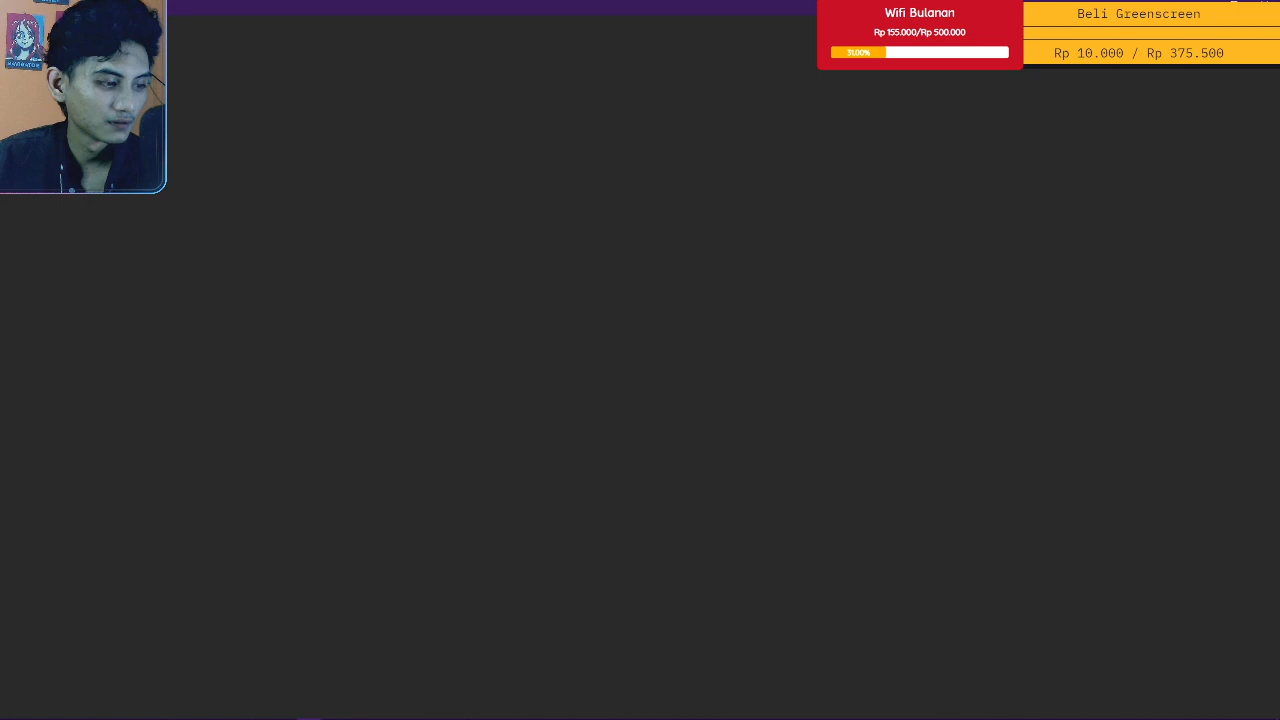 Wifi Bulanan
Rp 155.000/Rp 500.000
31.00%
Beli Greenscreen
Rp 10.000 / Rp 375.500